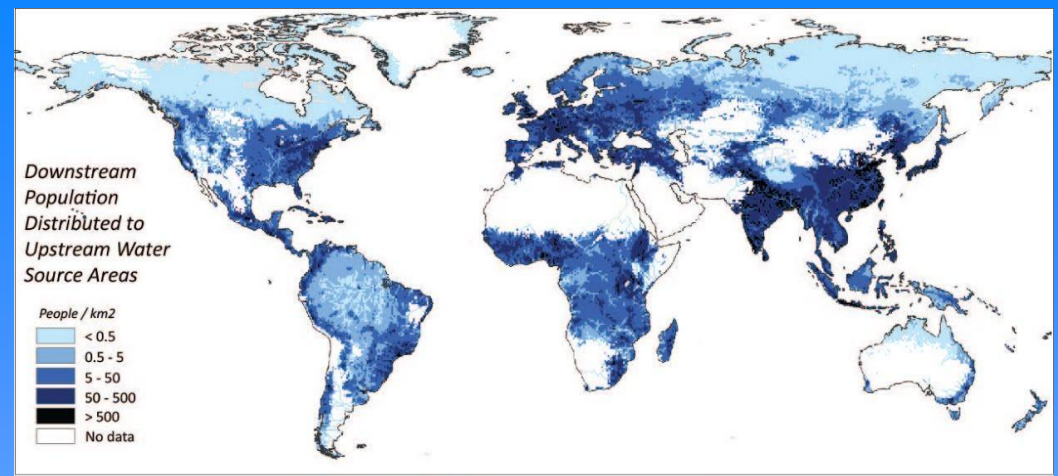 Downstream
Population
Distributed to
Upstream Water
Source Areas
People / km2
< 0.5
0.5 - 5
5 - 50
50 - 500
> 500
No data